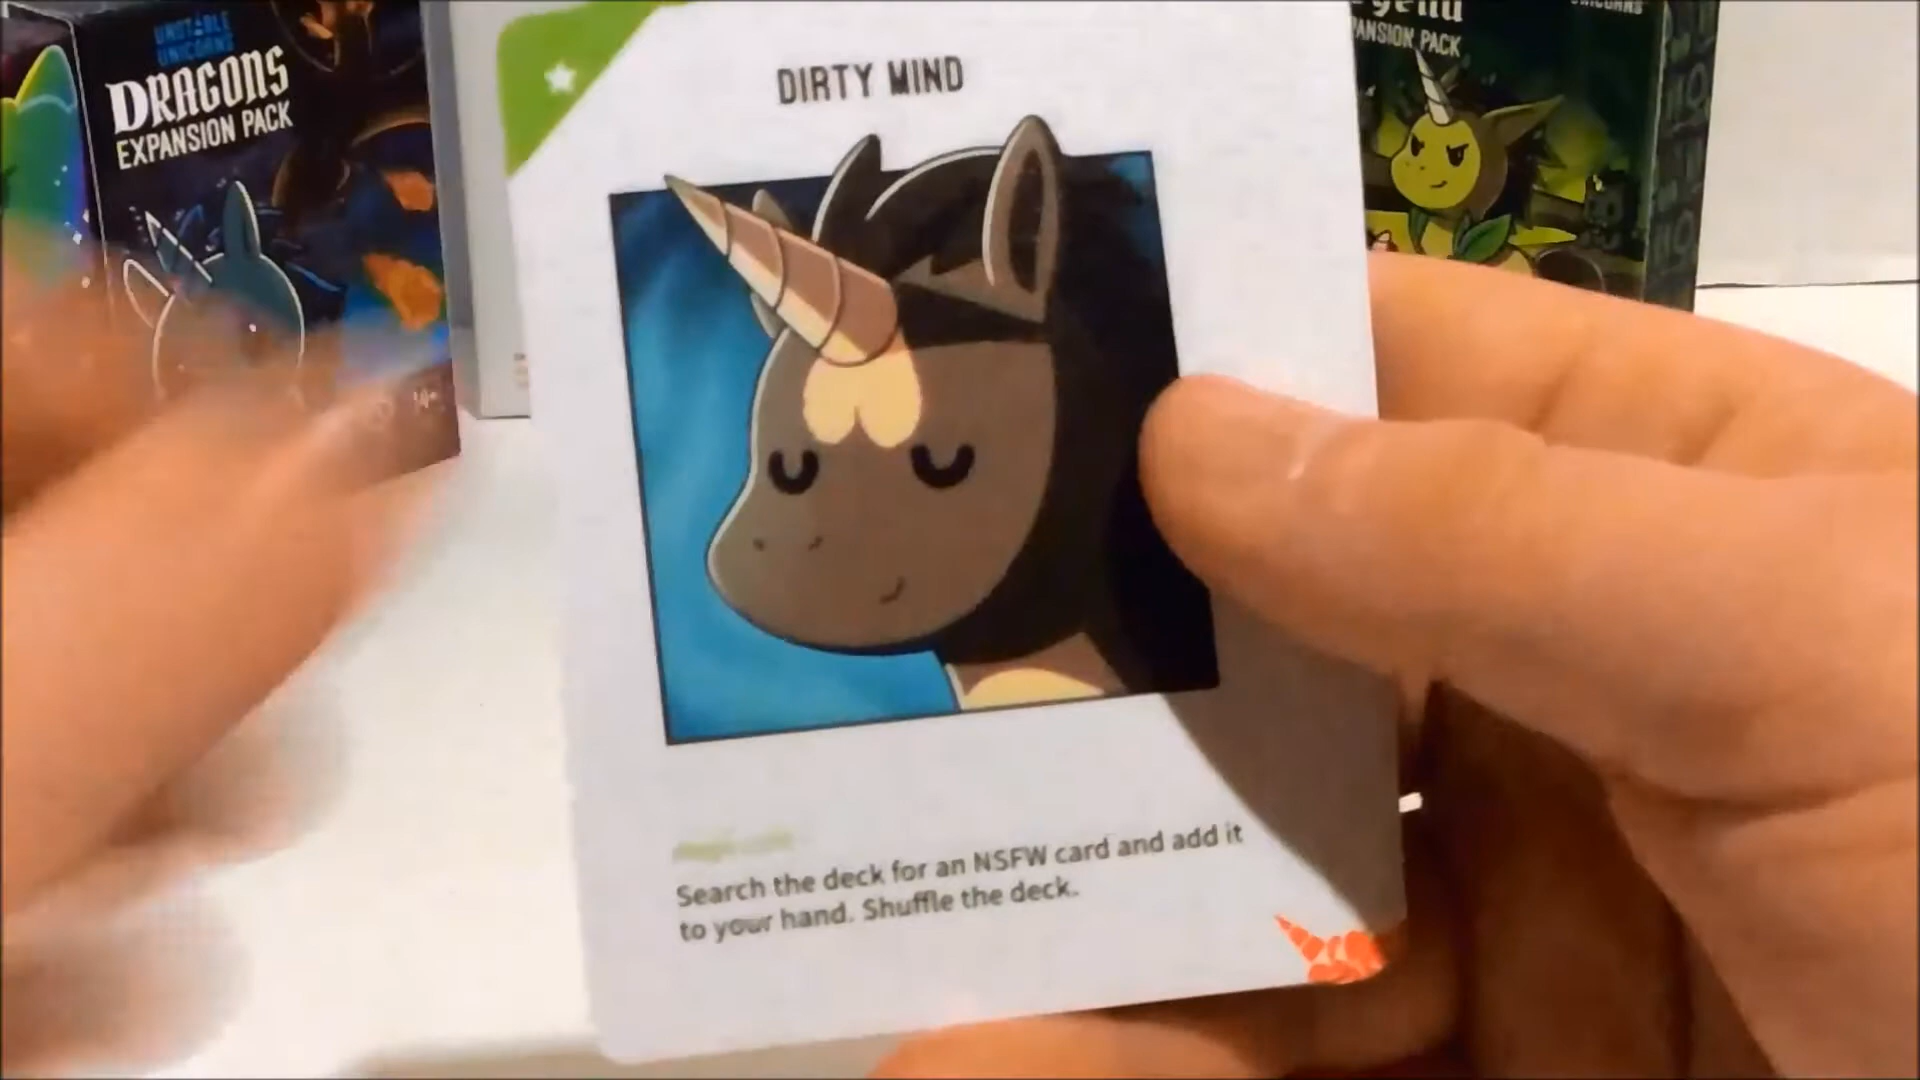 UNSTABLE
UNICORNS
DRAGONS
EXPANSION PACK
DIRTY MIND
Search the deck for an NSFW card and add it
to your hand. Shuffle the deck.
PANSION PACK